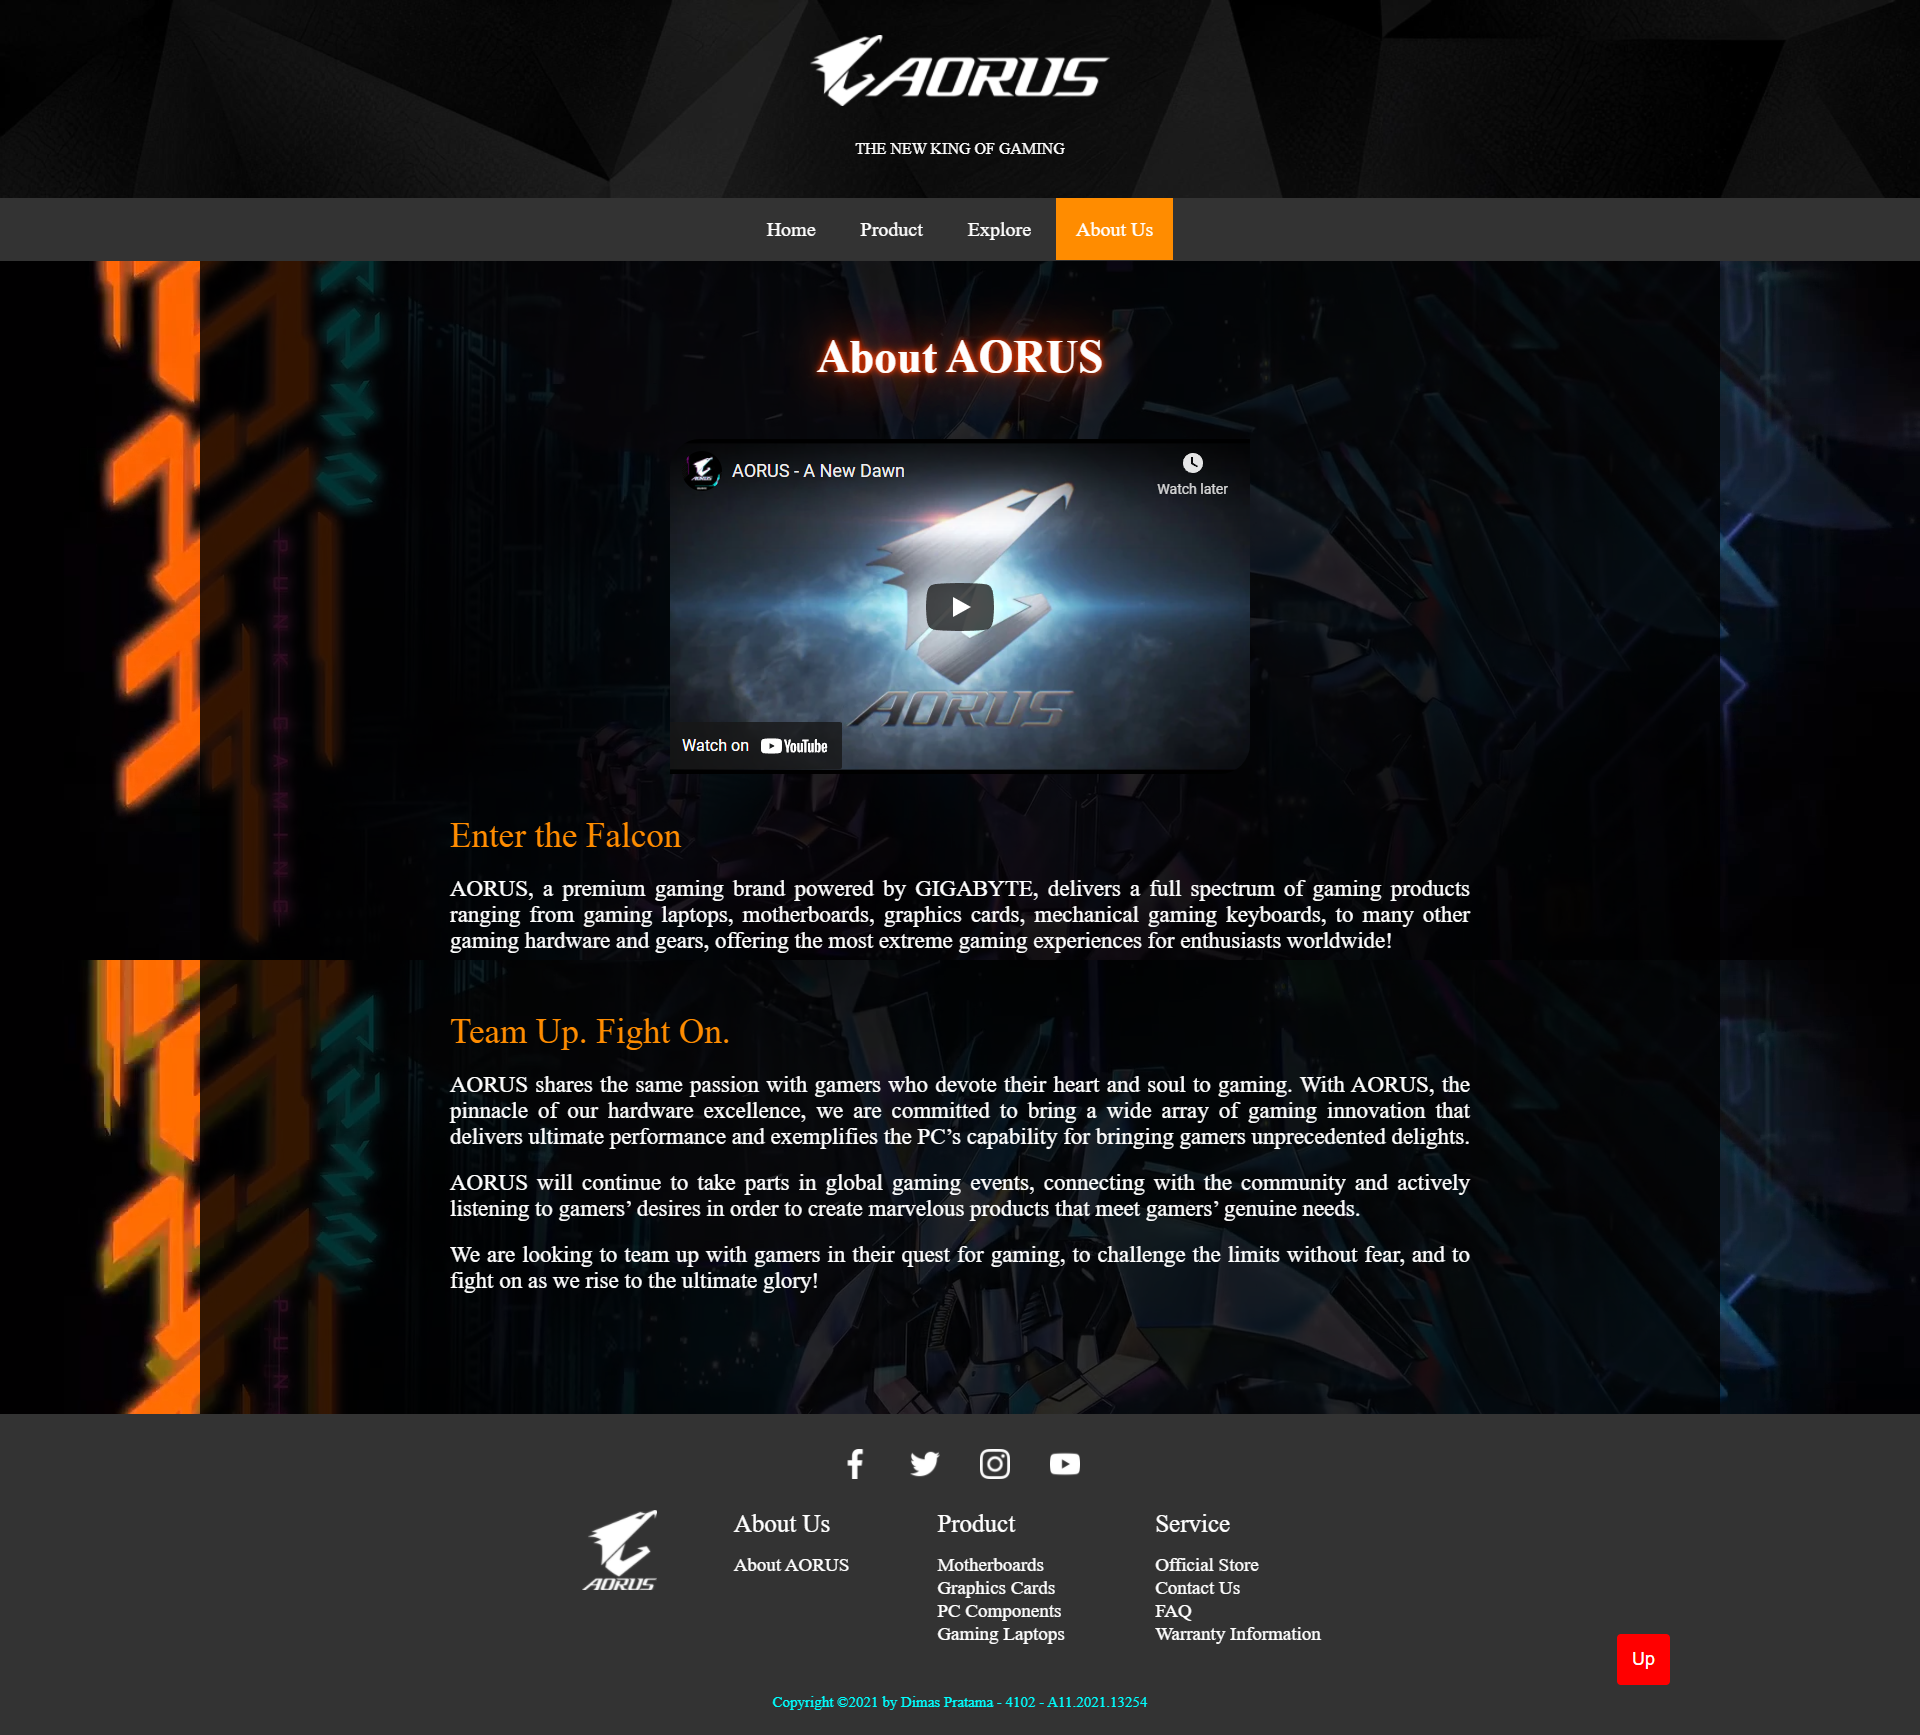 AORUS
THE NEW KING OF GAMING
Home Product Explore About Us
About AORUS
AORUS - A New Dawn
Watch later
AORUS
Watch on YouTube
PUNK GAMING
Enter the Falcon
AORUS, a premium gaming brand powered by GIGABYTE, delivers a full spectrum of gaming products
ranging from gaming laptops, motherboards, graphics cards, mechanical gaming keyboards, to many other
gaming hardware and gears, offering the most extreme gaming experiences for enthusiasts worldwide!
Team Up. Fight On.
AORUS shares the same passion with gamers who devote their heart and soul to gaming. With AORUS, the
pinnacle of our hardware excellence, we are committed to bring a wide array of gaming innovation that
delivers ultimate performance and exemplifies the PC’s capability for bringing gamers unprecedented delights.
AORUS will continue to take parts in global gaming events, connecting with the community and actively
listening to gamers’ desires in order to create marvelous products that meet gamers’ genuine needs.
We are looking to team up with gamers in their quest for gaming, to challenge the limits without fear, and to
fight on as we rise to the ultimate glory!
PUN
AORUS
About Us
About AORUS
Product
Motherboards
Graphics Cards
PC Components
Gaming Laptops
Service
Official Store
Contact Us
FAQ
Warranty Information
Up
Copyright ©2021 by Dimas Pratama - 4102 - A11.2021.13254